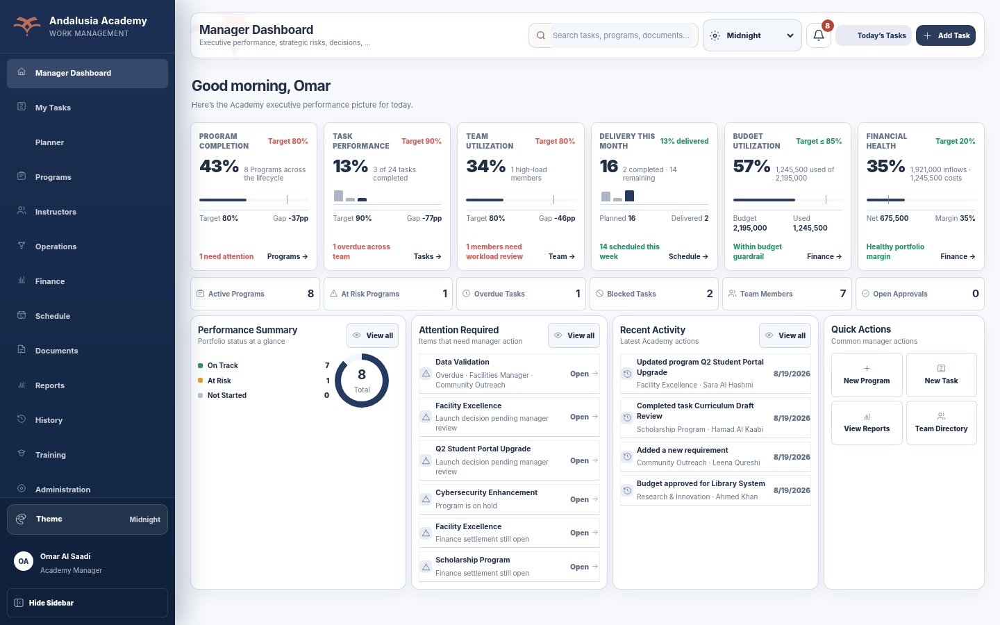 Andalusia Academy
WORK MANAGEMENT
Manager Dashboard
My Tasks
Planner
Programs
Instructors
Operations
Finance
Schedule
Documents
Reports
History
Training
Administration
Theme
Midnight
OA
Omar Al Saadi
Academy Manager
Hide Sidebar
Manager Dashboard
Executive performance, strategic risks, decisions, ...
Search tasks, programs, documents...
Midnight
8
Today's Tasks
Add Task
Good morning, Omar
Here's the Academy executive performance picture for today.
PROGRAM
COMPLETION
Target 80%
43%
8 Programs across
the lifecycle
Target 80%
Gap -37pp
1 need attention
Programs →
TASK
PERFORMANCE
Target 90%
13%
3 of 24 tasks
completed
Target 90%
Gap -77pp
1 overdue across
team
Tasks →
TEAM
UTILIZATION
Target 80%
34%
1 high-load
members
Target 80%
Gap -46pp
1 members need
workload review
Team →
DELIVERY THIS
MONTH
13% delivered
16
2 completed · 14
remaining
Planned 16
Delivered 2
14 scheduled this
week
Schedule →
BUDGET
UTILIZATION
Target ≤ 85%
57%
1,245,500 used of
2,195,000
Budget
2,195,000
Used
1,245,500
Within budget
guardrail
Finance →
FINANCIAL
HEALTH
Target 20%
35%
1,921,000 inflows ·
1,245,500 costs
Net 675,500
Margin 35%
Healthy portfolio
margin
Finance →
Active Programs 8
At Risk Programs 1
Overdue Tasks 1
Blocked Tasks 2
Team Members 7
Open Approvals 0
Performance Summary
Portfolio status at a glance
View all
On Track 7
At Risk 1
Not Started 0
8
Total
Attention Required
Items that need manager action
View all
Data Validation
Overdue · Facilities Manager ·
Community Outreach
Open →
Facility Excellence
Launch decision pending manager
review
Open →
Q2 Student Portal Upgrade
Launch decision pending manager
review
Open →
Cybersecurity Enhancement
Program is on hold
Open →
Facility Excellence
Finance settlement still open
Open →
Scholarship Program
Finance settlement still open
Open →
Recent Activity
Latest Academy actions
View all
Updated program Q2 Student Portal
Upgrade
Facility Excellence · Sara Al Hashmi
8/19/2026
Completed task Curriculum Draft
Review
Scholarship Program · Hamad Al Kaabi
8/19/2026
Added a new requirement
Community Outreach · Leena Qureshi
8/19/2026
Budget approved for Library System
Research & Innovation · Ahmed Khan
8/19/2026
Quick Actions
Common manager actions
New Program
New Task
View Reports
Team Directory